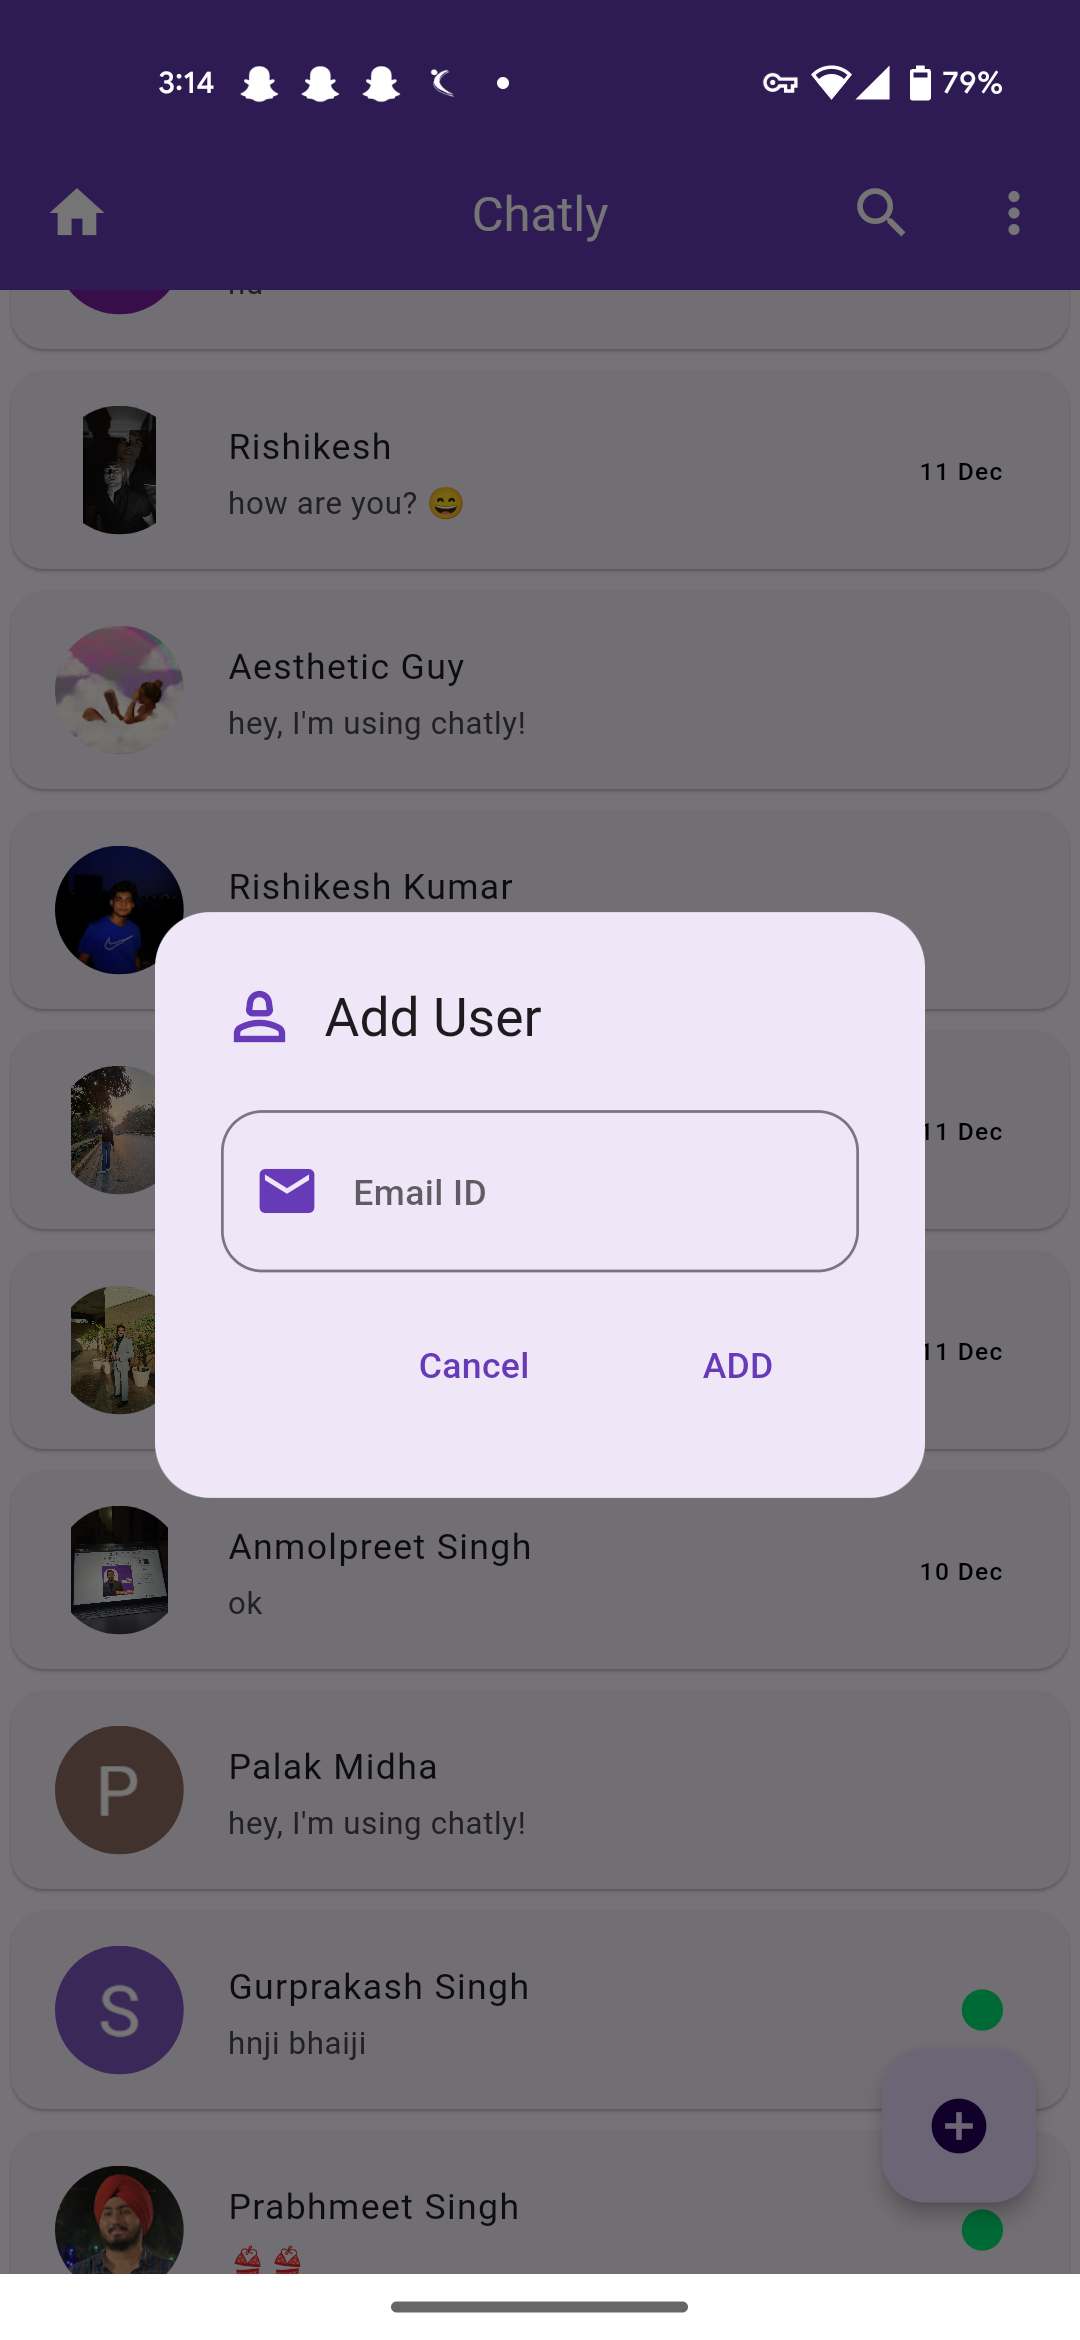 3:14
79%
Chatly
Rishikesh
11 Dec
how are you? 😄
Aesthetic Guy
hey, I'm using chatly!
Rishikesh Kumar
Add User
11 Dec
Email ID
Cancel ADD
11 Dec
Anmolpreet Singh
10 Dec
ok
P
Palak Midha
hey, I'm using chatly!
S
Gurprakash Singh
hnji bhaiji
Prabhmeet Singh
👙 👙